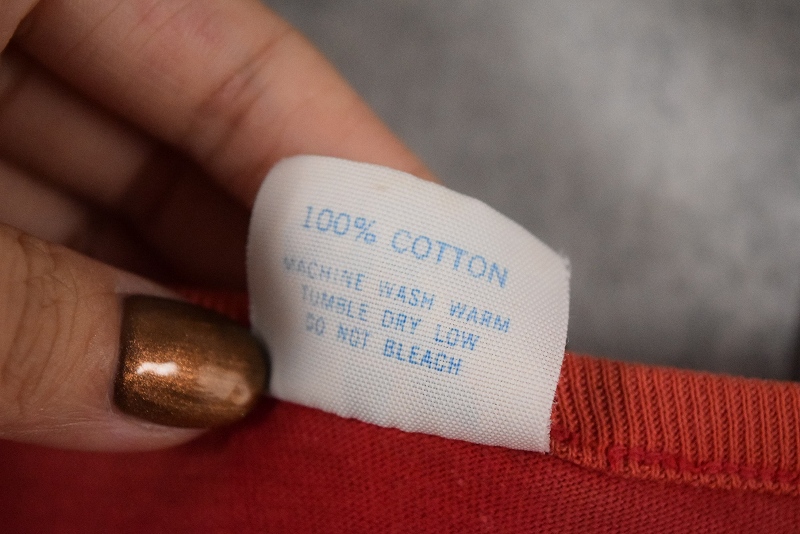 100% COTTON
MACHINE WASH WARM
TUMBLE DRY LOW
DO NOT BLEACH